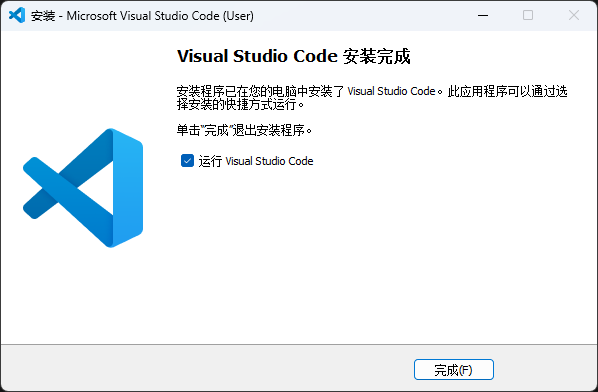 安装 - Microsoft Visual Studio Code (User)
Visual Studio Code 安装完成
安装程序已在您的电脑中安装了 Visual Studio Code。此应用程序可以通过选
择安装的快捷方式运行。
单击“完成”退出安装程序。
运行 Visual Studio Code
完成(F)